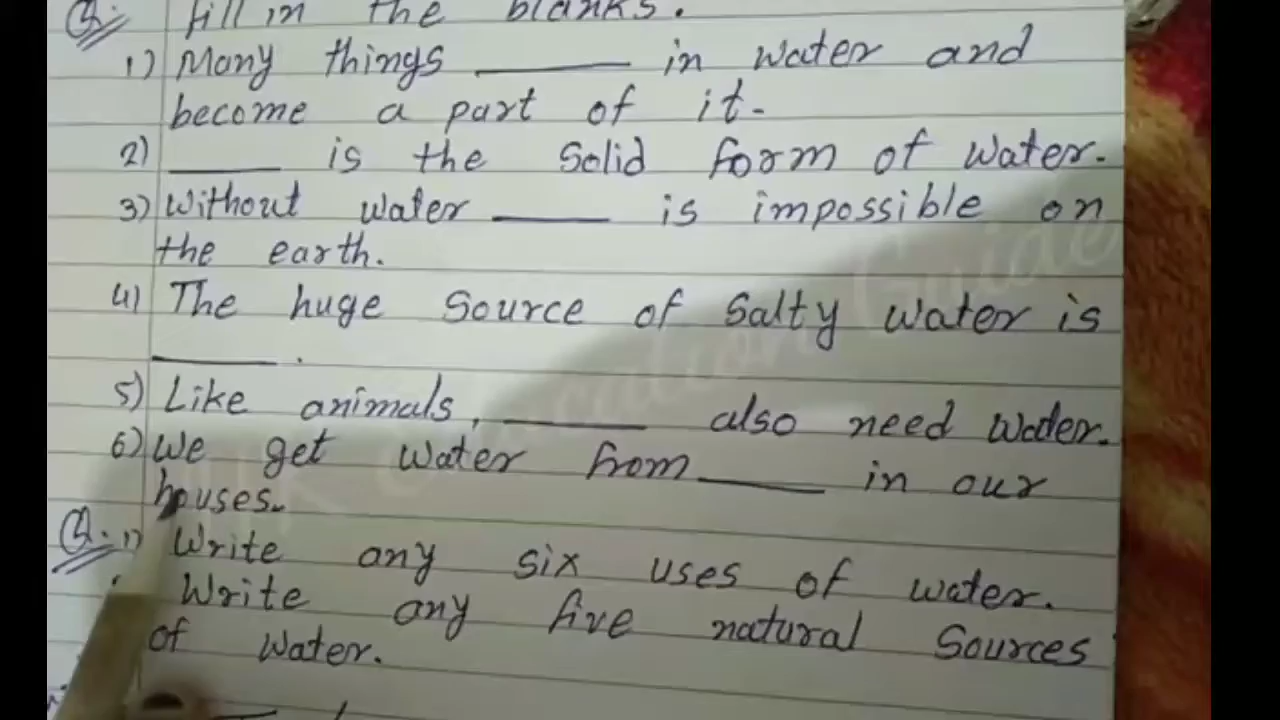 Q. fill in the blanks.
1) Many things ______ in water and
become a part of it.
2) ______ is the solid form of water.
3) Without water ______ is impossible on
the earth.
4) The huge source of salty water is
______ .
5) Like animals, ______ also need water.
6) We get water from ______ in our
houses.
Q. 1) Write any six uses of water.
Write any five natural sources
of water.